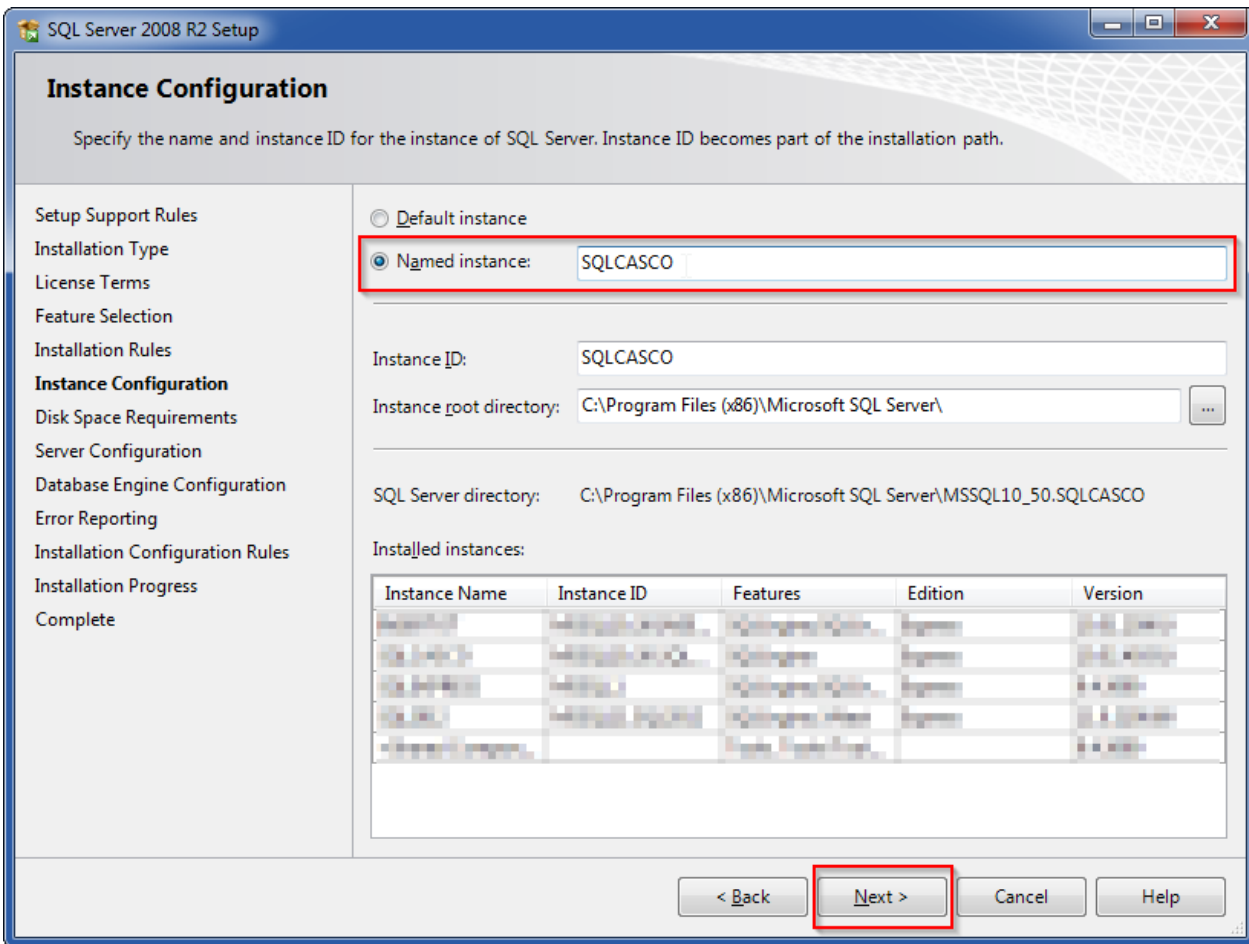 SQL Server 2008 R2 Setup
Instance Configuration
Specify the name and instance ID for the instance of SQL Server. Instance ID becomes part of the installation path.
Setup Support Rules
Installation Type
License Terms
Feature Selection
Installation Rules
Instance Configuration
Disk Space Requirements
Server Configuration
Database Engine Configuration
Error Reporting
Installation Configuration Rules
Installation Progress
Complete
Default instance
Named instance: SQLCASCO
Instance ID: SQLCASCO
Instance root directory: C:\Program Files (x86)\Microsoft SQL Server\ ...
SQL Server directory: C:\Program Files (x86)\Microsoft SQL Server\MSSQL10_50.SQLCASCO
Installed instances:
Instance Name Instance ID Features Edition Version
< Back Next > Cancel Help